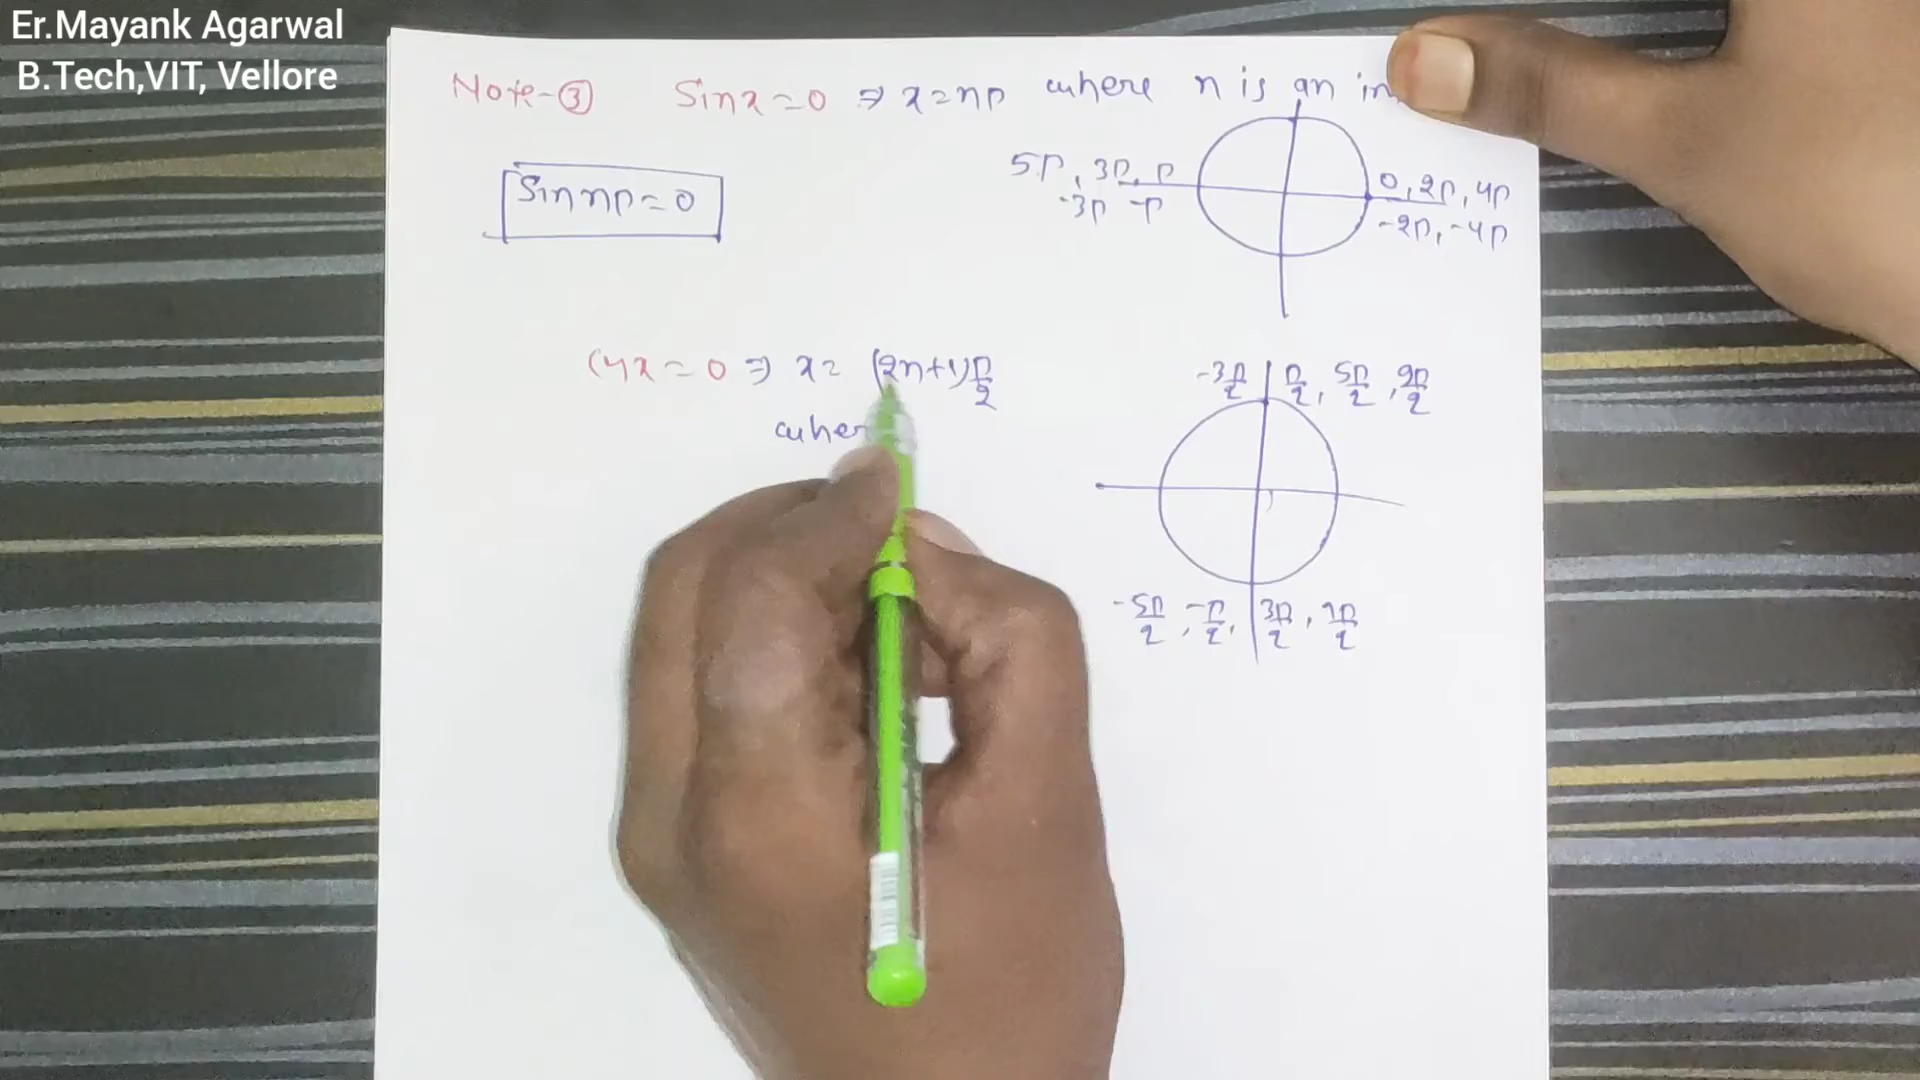 Er.Mayank Agarwal
B.Tech,VIT, Vellore
Note-③ Sinx=0 ⇒ x=nπ where n is an in
Sin nπ=0
5π, 3π, π
-3π -π
0, 2π, 4π
-2π, -4π
Cosx=0 ⇒ x= (2n+1)π/2
wher
-3π/2 π/2, 5π/2, 9π/2
-5π/2, -π/2, 3π/2, 7π/2